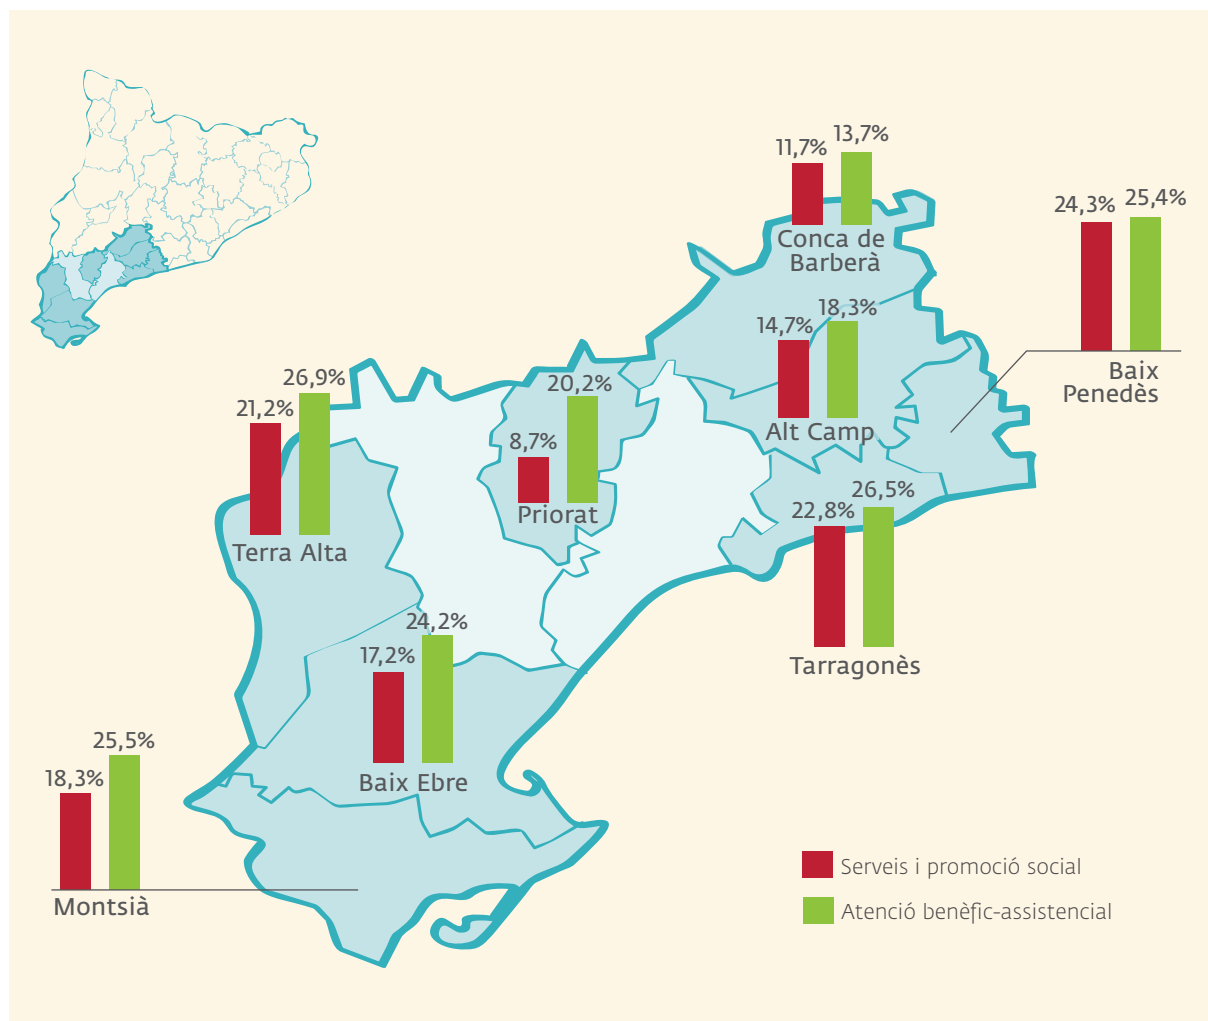 11,7%
13,7%
Conca de
Barberà
24,3%
25,4%
Baix
Penedès
14,7%
18,3%
Alt Camp
21,2%
26,9%
Terra Alta
8,7%
20,2%
Priorat
22,8%
26,5%
Tarragonès
17,2%
24,2%
Baix Ebre
18,3%
25,5%
Montsià
Serveis i promoció social
Atenció benèfic-assistencial